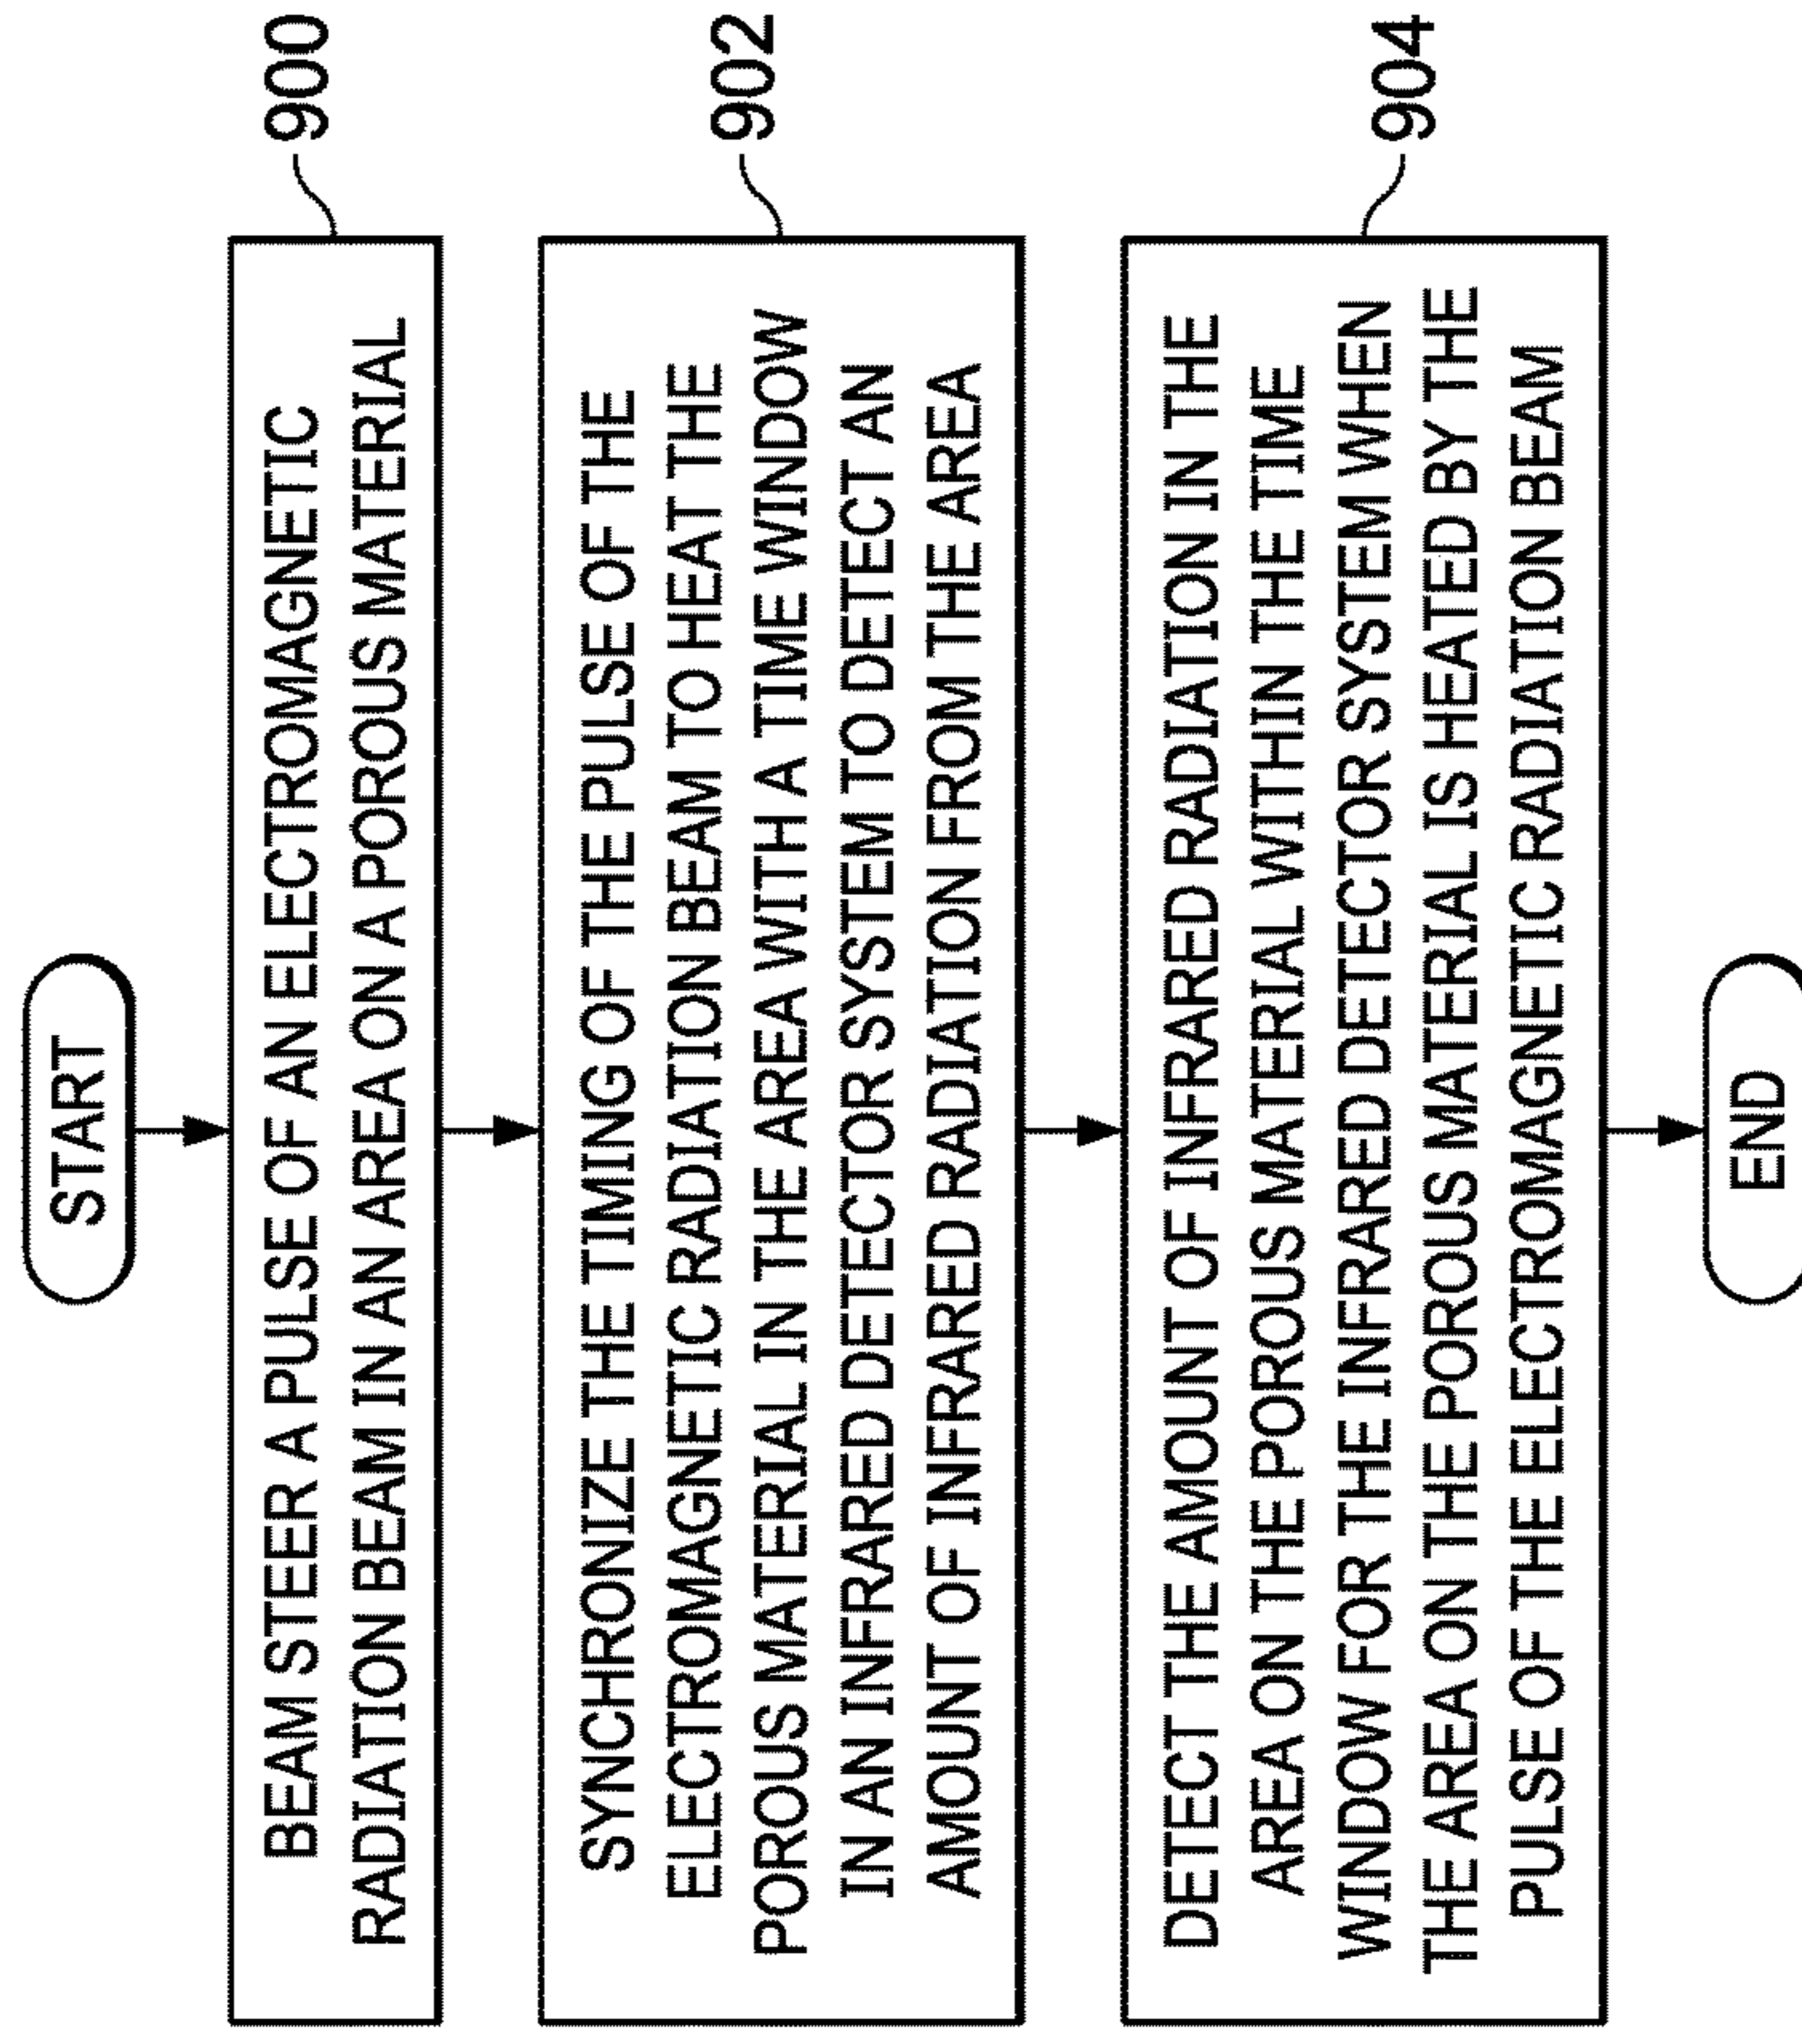 START
BEAM STEER A PULSE OF AN ELECTROMAGNETIC
RADIATION BEAM IN AN AREA ON A POROUS MATERIAL
900
SYNCHRONIZE THE TIMING OF THE PULSE OF THE
ELECTROMAGNETIC RADIATION BEAM TO HEAT THE
POROUS MATERIAL IN THE AREA WITH A TIME WINDOW
IN AN INFRARED DETECTOR SYSTEM TO DETECT AN
AMOUNT OF INFRARED RADIATION FROM THE AREA
902
DETECT THE AMOUNT OF INFRARED RADIATION IN THE
AREA ON THE POROUS MATERIAL WITHIN THE TIME
WINDOW FOR THE INFRARED DETECTOR SYSTEM WHEN
THE AREA ON THE POROUS MATERIAL IS HEATED BY THE
PULSE OF THE ELECTROMAGNETIC RADIATION BEAM
904
END